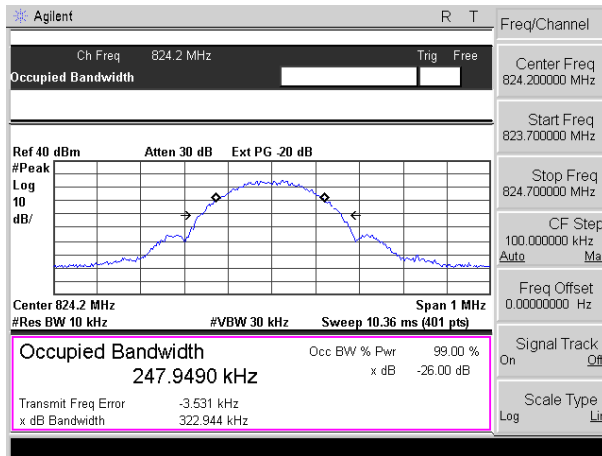 Agilent R T
Ch Freq 824.2 MHz Trig Free
Occupied Bandwidth
Ref 40 dBm Atten 30 dB Ext PG -20 dB
#Peak
Log
10
dB/
Center 824.2 MHz Span 1 MHz
#Res BW 10 kHz #VBW 30 kHz Sweep 10.36 ms (401 pts)
Occupied Bandwidth Occ BW % Pwr 99.00 %
247.9490 kHz x dB -26.00 dB
Transmit Freq Error -3.531 kHz
x dB Bandwidth 322.944 kHz
Freq/Channel
Center Freq
824.200000 MHz
Start Freq
823.700000 MHz
Stop Freq
824.700000 MHz
CF Step
100.000000 kHz
Auto Ma
Freq Offset
0.00000000 Hz
Signal Track
On Off
Scale Type
Log Lin